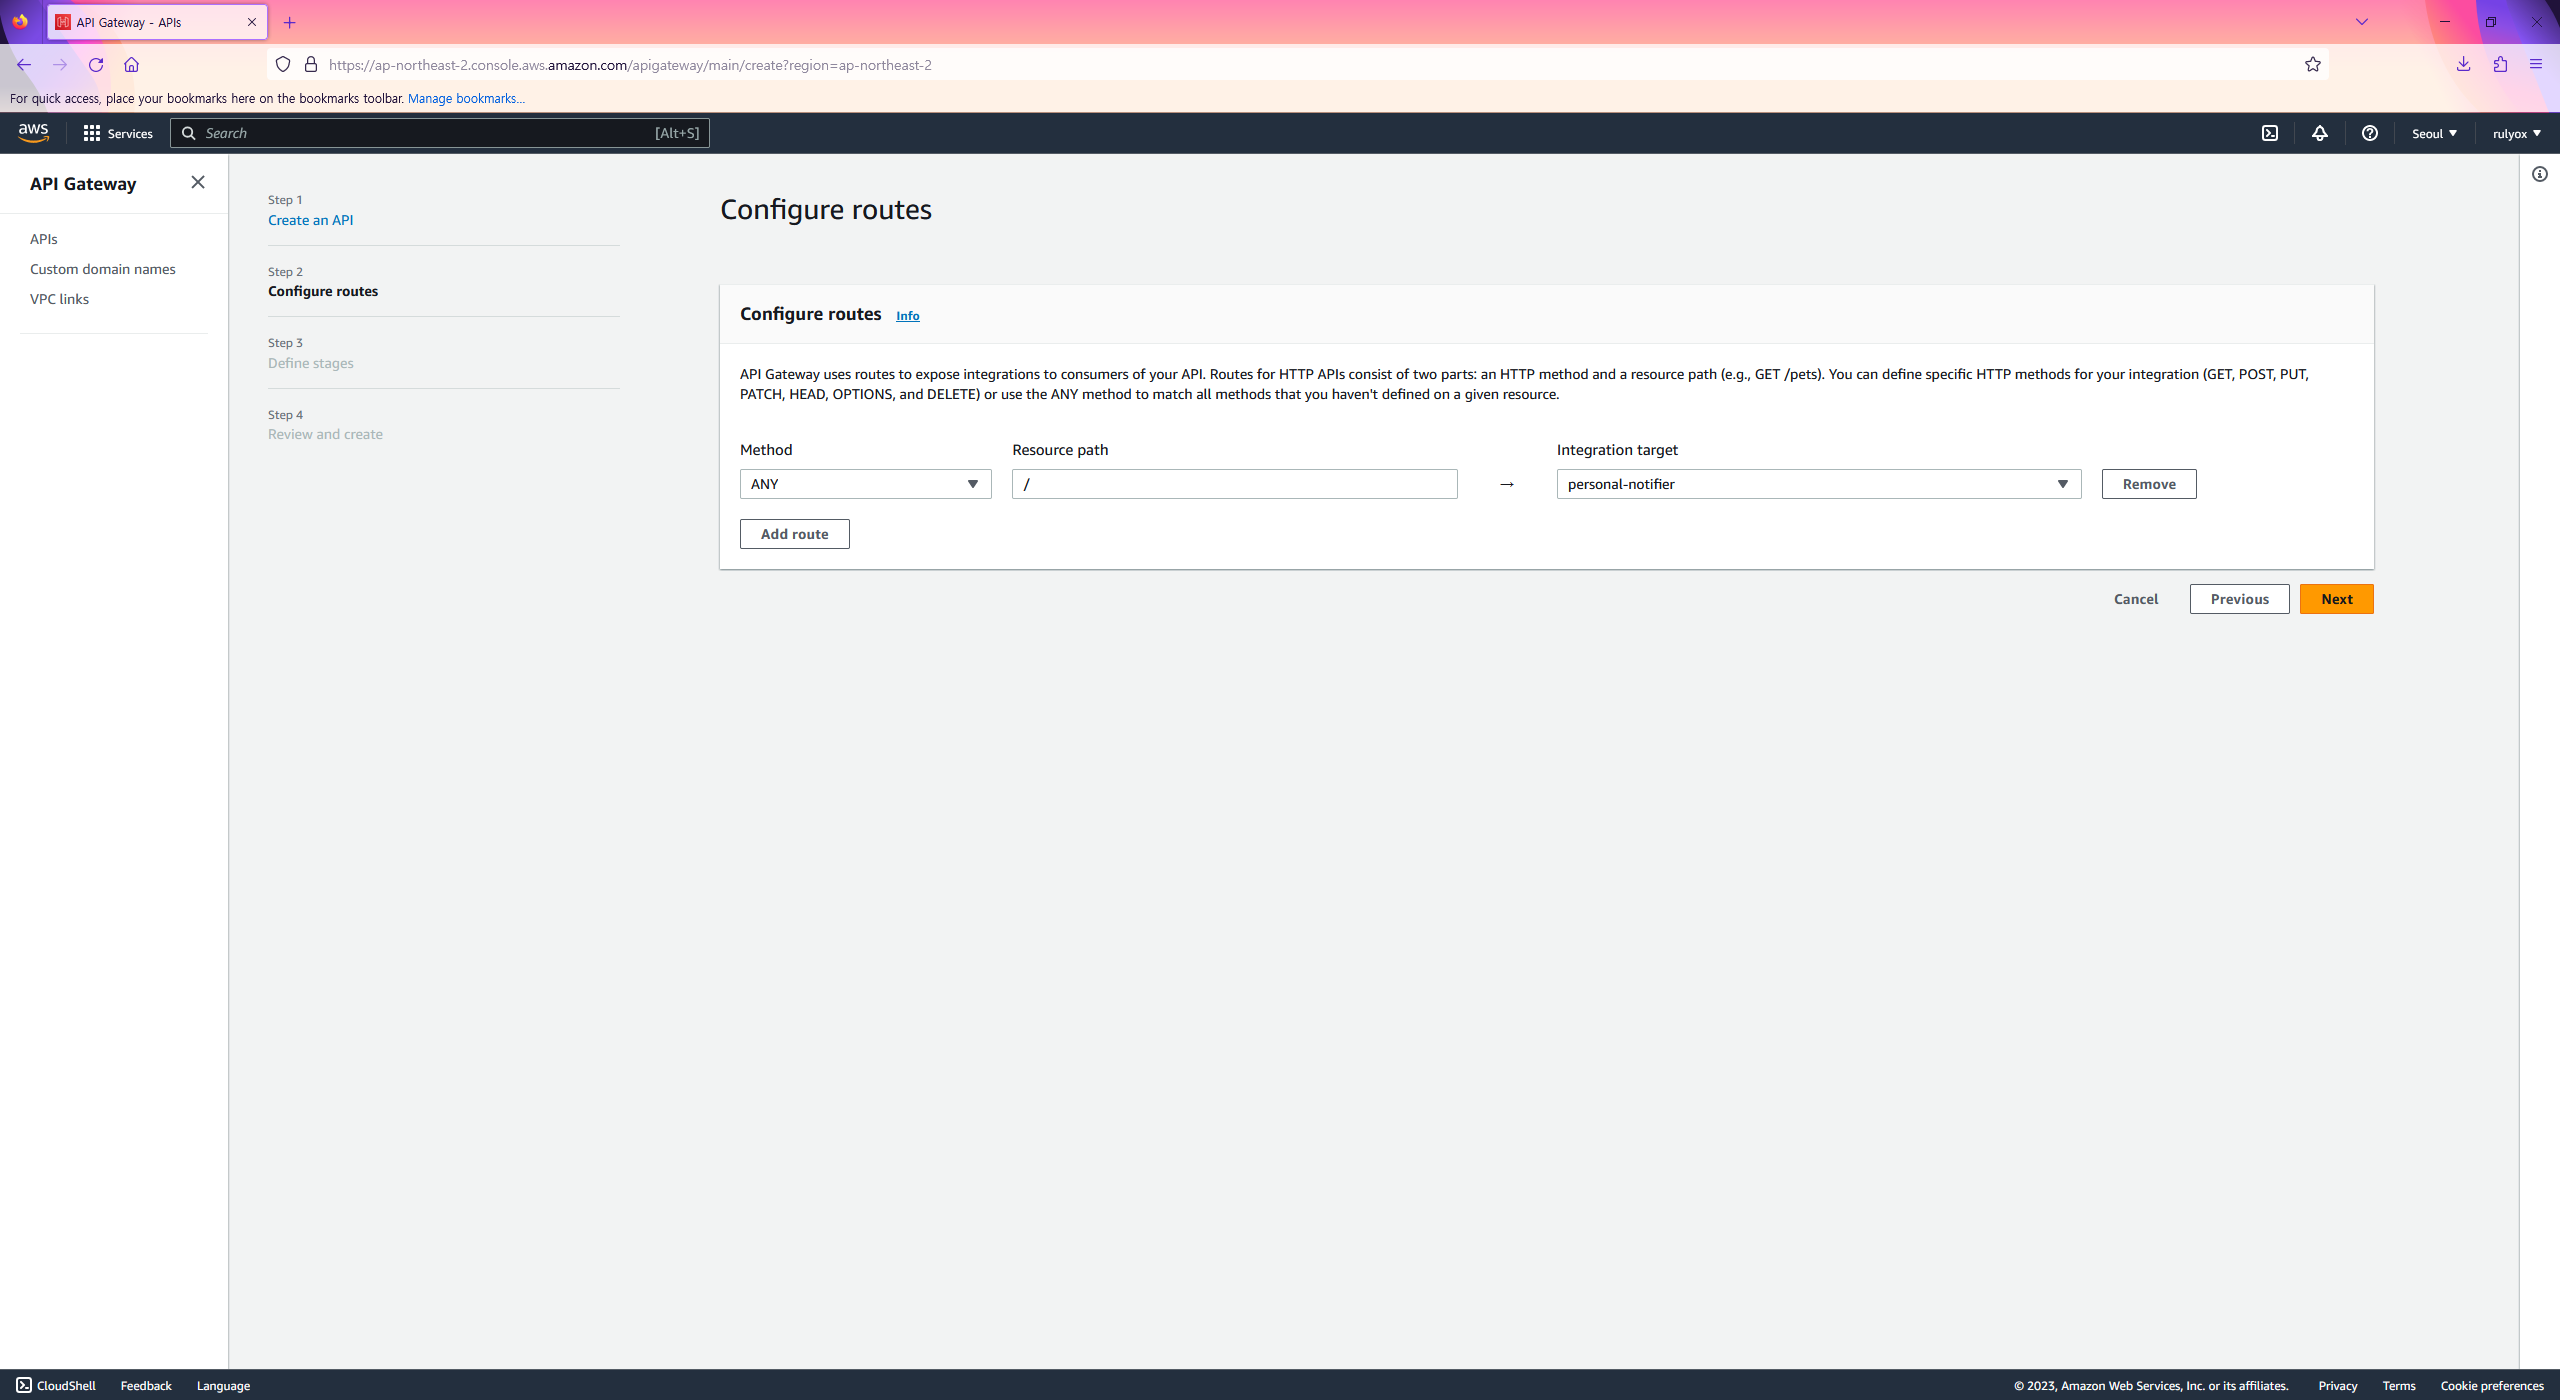 API Gateway - APIs
https://ap-northeast-2.console.aws.amazon.com/apigateway/main/create?region=ap-northeast-2
For quick access, place your bookmarks here on the bookmarks toolbar. Manage bookmarks...
aws
Services
Search
[Alt+S]
Seoul
rulyox
API Gateway
APIs
Custom domain names
VPC links
Step 1
Create an API
Step 2
Configure routes
Step 3
Define stages
Step 4
Review and create
Configure routes
Configure routes Info
API Gateway uses routes to expose integrations to consumers of your API. Routes for HTTP APIs consist of two parts: an HTTP method and a resource path (e.g., GET /pets). You can define specific HTTP methods for your integration (GET, POST, PUT,
PATCH, HEAD, OPTIONS, and DELETE) or use the ANY method to match all methods that you haven't defined on a given resource.
Method Resource path Integration target
ANY / → personal-notifier Remove
Add route
Cancel Previous Next
CloudShell Feedback Language © 2023, Amazon Web Services, Inc. or its affiliates. Privacy Terms Cookie preferences